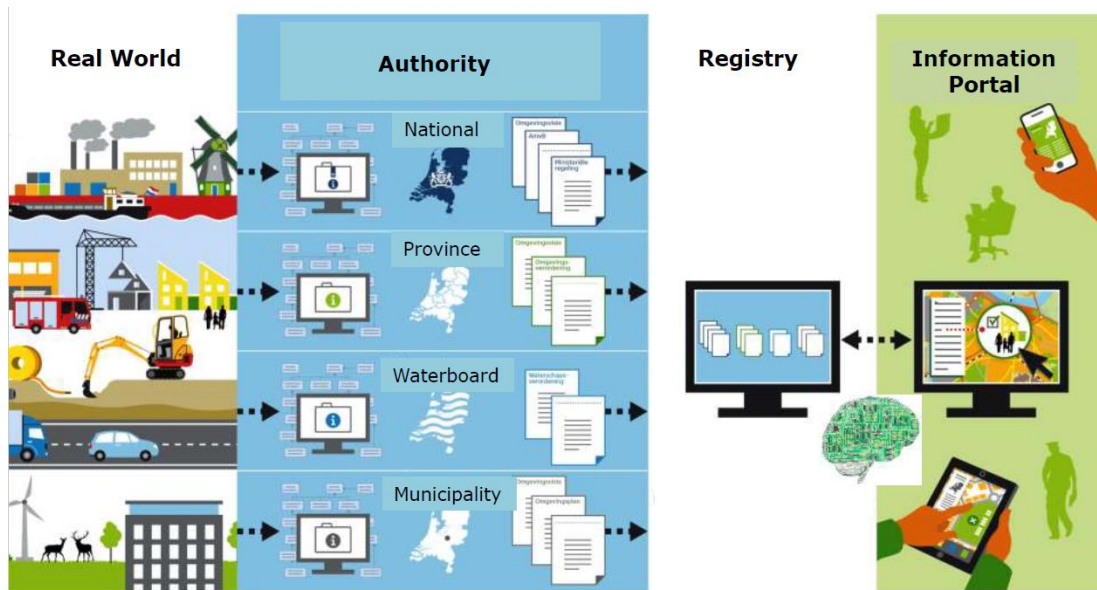 Real World
Authority
Registry
Information
Portal
National
Omgevingsvisie
AmvB
Ministeriële
regeling
Province
Omgevingsvisie
Omgevings-
verordening
Waterboard
Waterschaps-
verordening
Municipality
Omgevingsvisie
Omgevingsplan